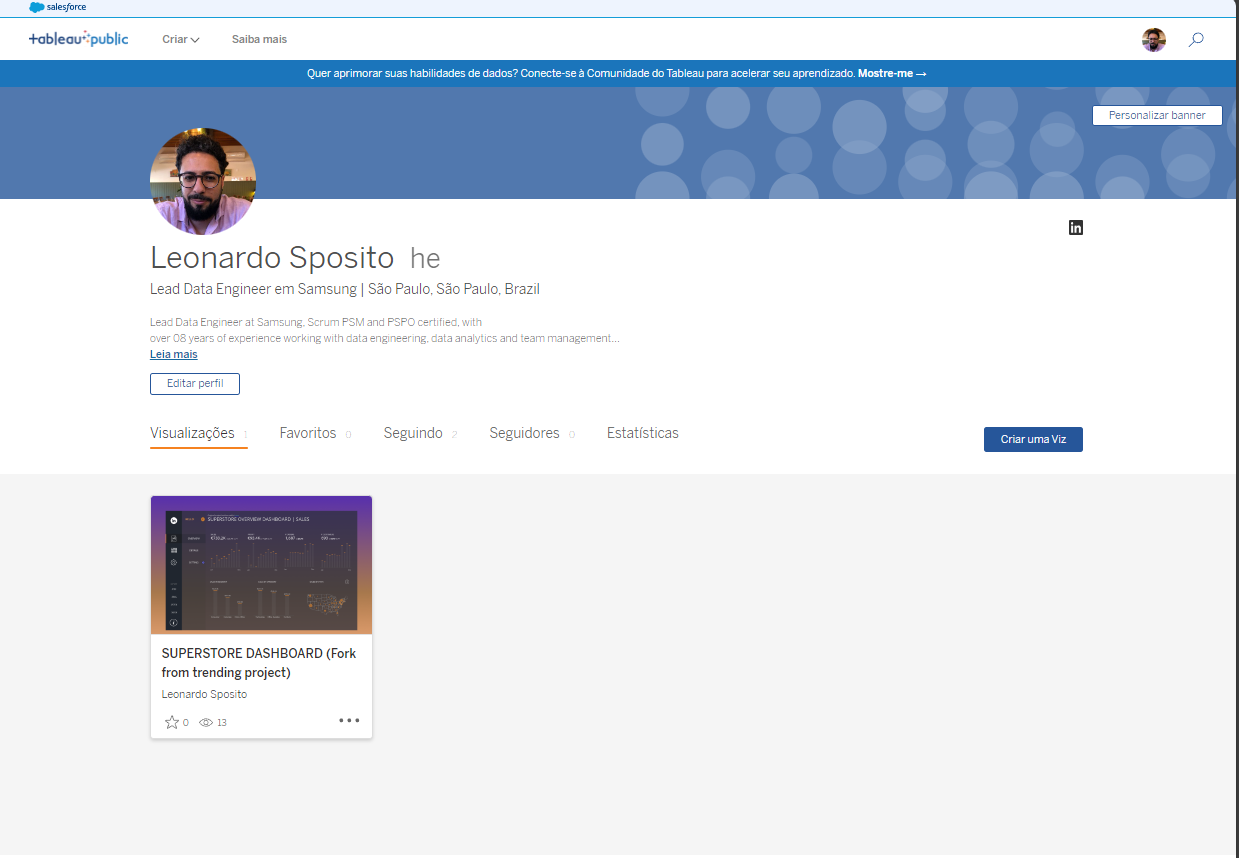 salesforce
+ableau public
Criar
Saiba mais
Quer aprimorar suas habilidades de dados? Conecte-se à Comunidade do Tableau para acelerar seu aprendizado. Mostre-me →
Personalizar banner
in
Leonardo Sposito he
Lead Data Engineer em Samsung | São Paulo, São Paulo, Brazil
Lead Data Engineer at Samsung, Scrum PSM and PSPO certified, with
over 08 years of experience working with data engineering, data analytics and team management...
Leia mais
Editar perfil
Visualizações 1
Favoritos 0
Seguindo 2
Seguidores 0
Estatísticas
Criar uma Viz
SUPERSTORE OVERVIEW DASHBOARD | SALES
SUPERSTORE DASHBOARD (Fork
from trending project)
Leonardo Sposito
0
13